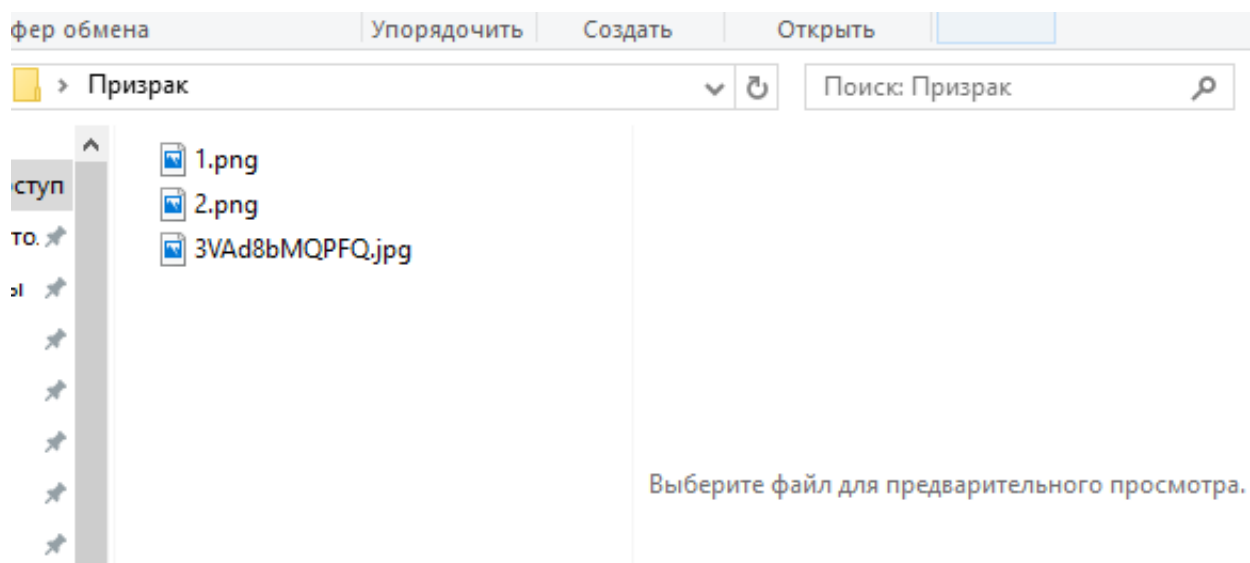 фер обмена Упорядочить Создать Открыть
Призрак Поиск: Призрак
1.png
ступ
2.png
то.
3VAd8bMQPFQ.jpg
ы
Выберите файл для предварительного просмотра.